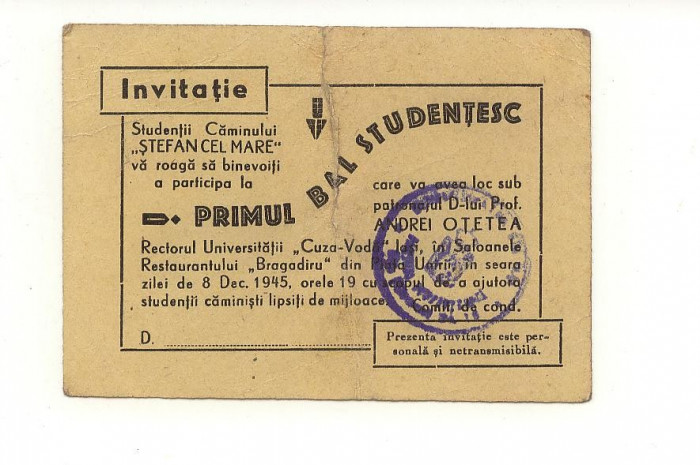 Invitație
Studenții Căminului
„ȘTEFAN CEL MARE"
vă roagă să binevoiți
a participa la
PRIMUL BAL STUDENȚESC
care va avea loc sub
patronajul D-lui Prof.
ANDREI OȚETEA
Rectorul Universității „Cuza-Vodă" Iași, în Saloanele
Restaurantului „Bragadiru" din Piața Unirii, în seara
zilei de 8 Dec. 1945, orele 19 cu scopul de a ajutora
studenții căminiști lipsiți de mijloace. Comit. de cond.
D.
Prezenta invitație este per-
sonală și netransmisibilă.